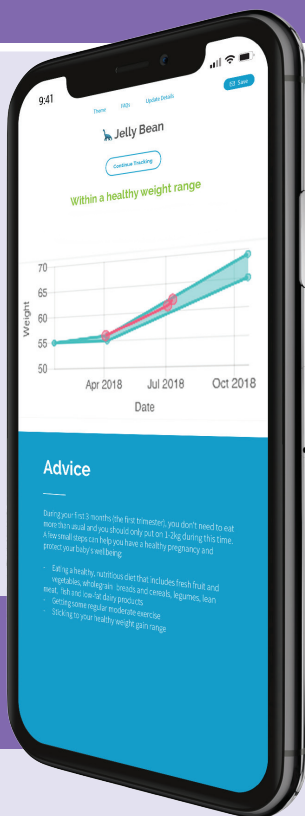 9:41
Home FAQs Update Details
Save
Jelly Bean
Continue Tracking
Within a healthy weight range
70
65
60
55
50
Weight
Apr 2018 Jul 2018 Oct 2018
Date
Advice
During your first 3 months (the first trimester), you don't need to eat
more than usual and you should only put on 1-2kg during this time.
A few small steps can help you have a healthy pregnancy and
protect your baby's wellbeing:
- Eating a healthy, nutritious diet that includes fresh fruit and
vegetables, wholegrain breads and cereals, legumes, lean
meat, fish and low-fat dairy products
- Getting some regular moderate exercise
- Sticking to your healthy weight gain range